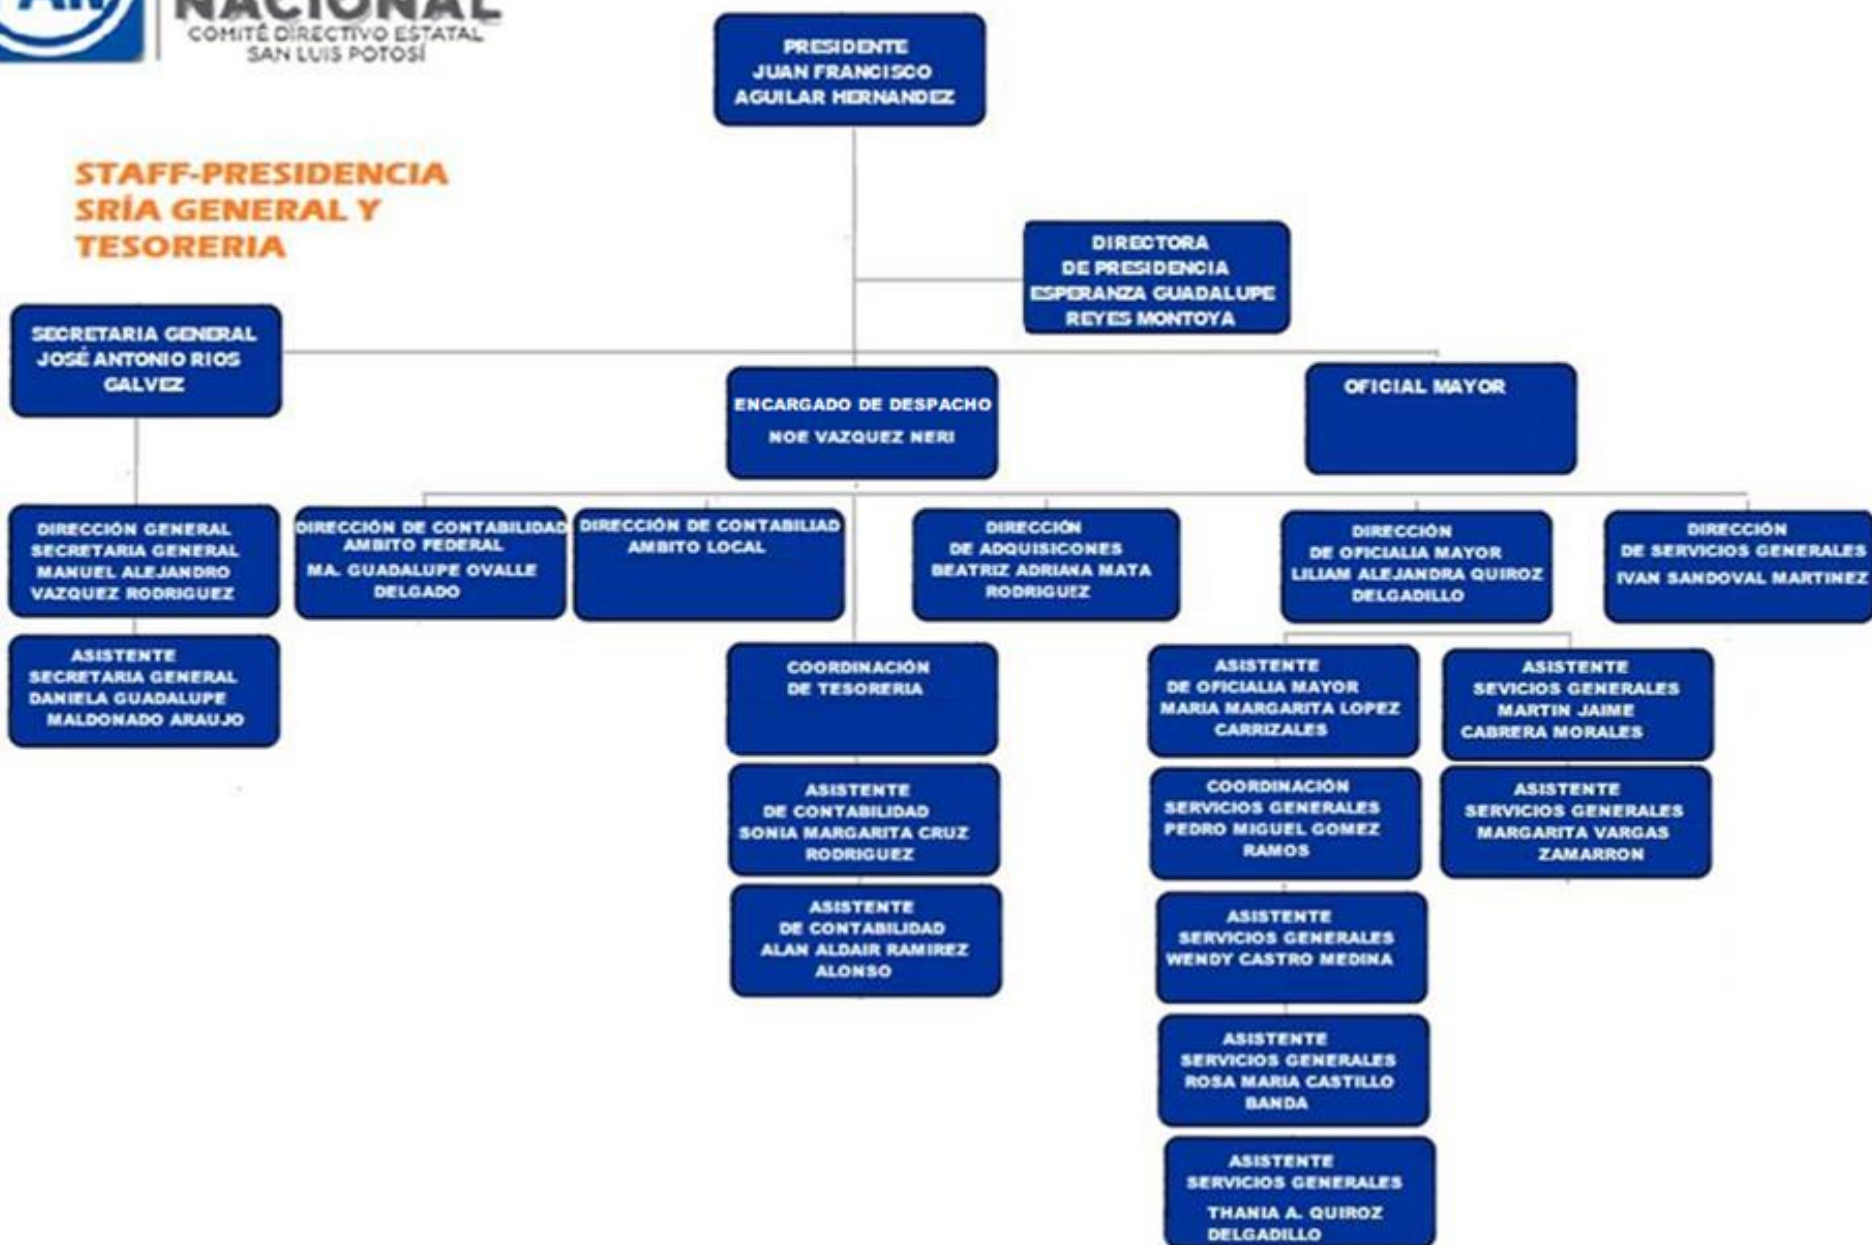 PAN
NACIONAL
COMITÉ DIRECTIVO ESTATAL
SAN LUIS POTOSÍ
PRESIDENTE
JUAN FRANCISCO
AGUILAR HERNANDEZ
STAFF-PRESIDENCIA
SRÍA GENERAL Y
TESORERIA
DIRECTORA
DE PRESIDENCIA
ESPERANZA GUADALUPE
REYES MONTOYA
SECRETARIA GENERAL
JOSÉ ANTONIO RIOS
GALVEZ
ENCARGADO DE DESPACHO
NOE VAZQUEZ NERI
OFICIAL MAYOR
DIRECCIÓN GENERAL
SECRETARIA GENERAL
MANUEL ALEJANDRO
VAZQUEZ RODRIGUEZ
DIRECCIÓN DE CONTABILIDAD
AMBITO FEDERAL
MA. GUADALUPE OVALLE
DELGADO
DIRECCIÓN DE CONTABILIAD
AMBITO LOCAL
DIRECCIÓN
DE ADQUISICONES
BEATRIZ ADRIANA MATA
RODRIGUEZ
DIRECCIÓN
DE OFICIALIA MAYOR
LILIAM ALEJANDRA QUIROZ
DELGADILLO
DIRECCIÓN
DE SERVICIOS GENERALES
IVAN SANDOVAL MARTINEZ
ASISTENTE
SECRETARIA GENERAL
DANIELA GUADALUPE
MALDONADO ARAUJO
COORDINACIÓN
DE TESORERIA
ASISTENTE
DE OFICIALIA MAYOR
MARIA MARGARITA LOPEZ
CARRIZALES
ASISTENTE
SEVICIOS GENERALES
MARTIN JAIME
CABRERA MORALES
ASISTENTE
DE CONTABILIDAD
SONIA MARGARITA CRUZ
RODRIGUEZ
COORDINACIÓN
SERVICIOS GENERALES
PEDRO MIGUEL GOMEZ
RAMOS
ASISTENTE
SERVICIOS GENERALES
MARGARITA VARGAS
ZAMARRON
ASISTENTE
DE CONTABILIDAD
ALAN ALDAIR RAMIREZ
ALONSO
ASISTENTE
SERVICIOS GENERALES
WENDY CASTRO MEDINA
ASISTENTE
SERVICIOS GENERALES
ROSA MARIA CASTILLO
BANDA
ASISTENTE
SERVICIOS GENERALES
THANIA A. QUIROZ
DELGADILLO